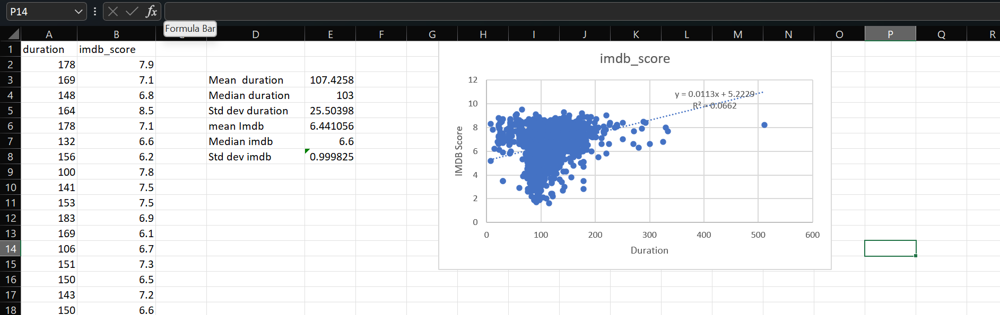 P14
fx
Formula Bar
A B D E F G H I J K L M N O P Q R
1 duration imdb_score
2 178 7.9
3 169 7.1 Mean  duration 107.4258
4 148 6.8 Median duration 103
5 164 8.5 Std dev duration 25.50398
6 178 7.1 mean Imdb 6.441056
7 132 6.6 Median imdb 6.6
8 156 6.2 Std dev imdb 0.999825
9 100 7.8
10 141 7.5
11 153 7.5
12 183 6.9
13 169 6.1
14 106 6.7
15 151 7.3
16 150 6.5
17 143 7.2
18 150 6.6
imdb_score
12
10
8
6
4
2
0
IMDB Score
y = 0.0113x + 5.2229
R² = 0.0662
0 100 200 300 400 500 600
Duration